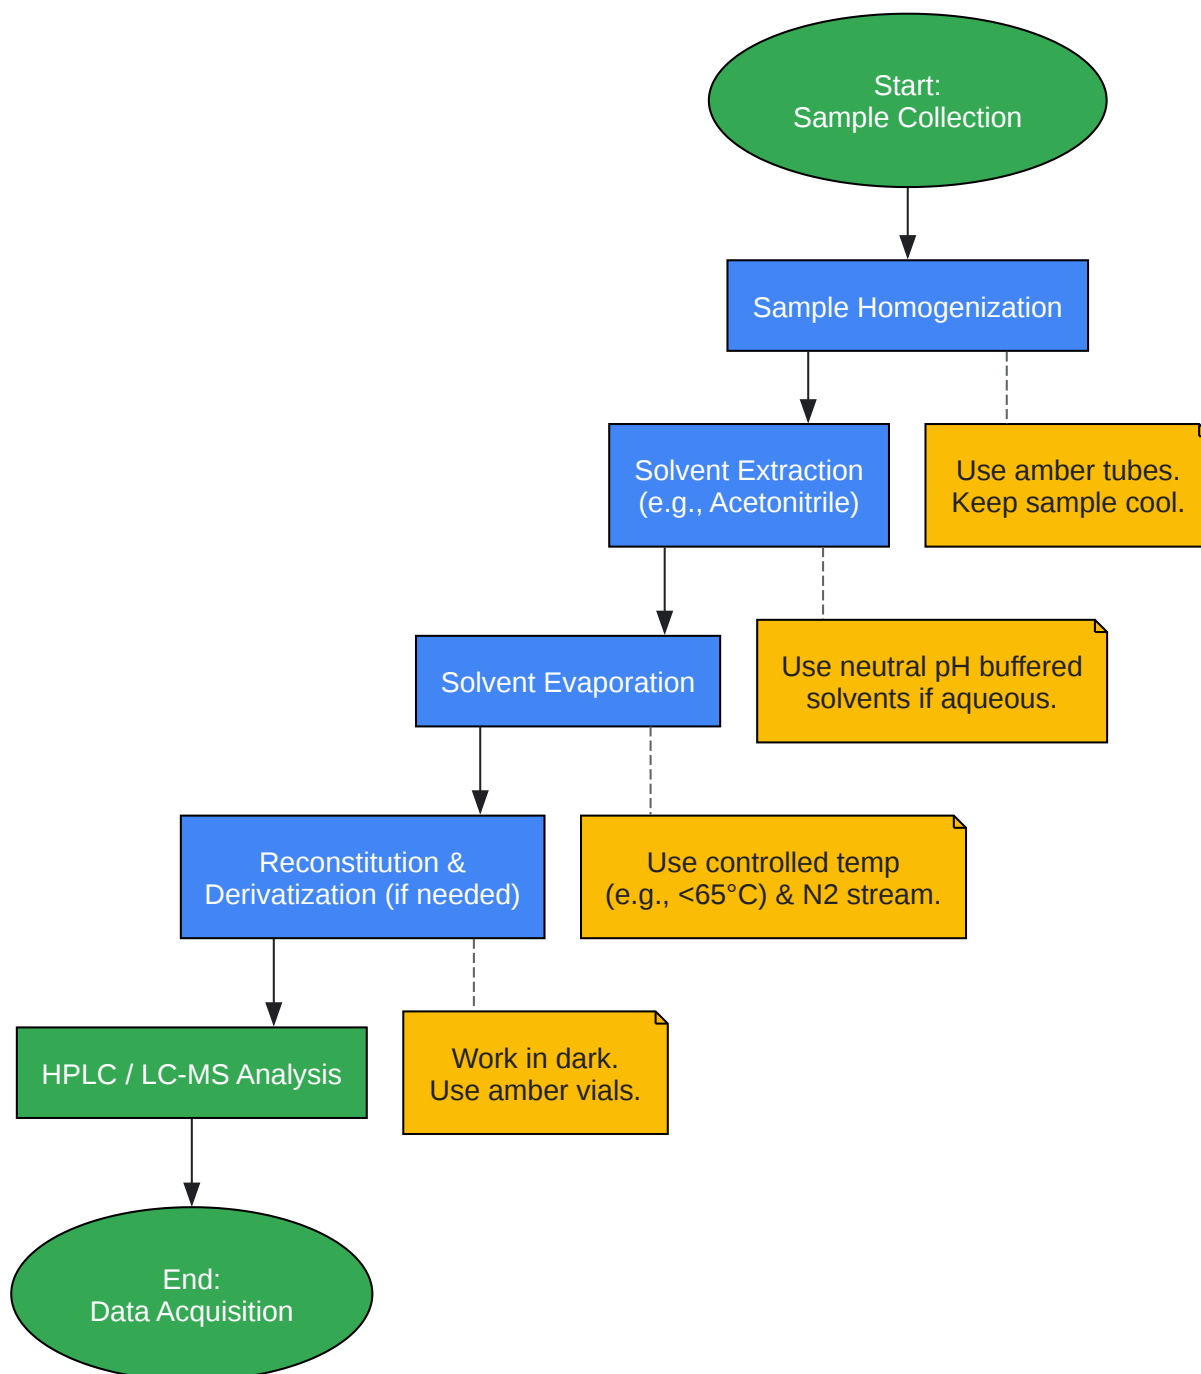 Start:
Sample Collection
Sample Homogenization
Solvent Extraction
(e.g., Acetonitrile)
Use amber tubes.
Keep sample cool.
Solvent Evaporation
Use neutral pH buffered
solvents if aqueous.
Reconstitution &
Derivatization (if needed)
Use controlled temp
(e.g., <65°C) & N2 stream.
HPLC / LC-MS Analysis
Work in dark.
Use amber vials.
End:
Data Acquisition